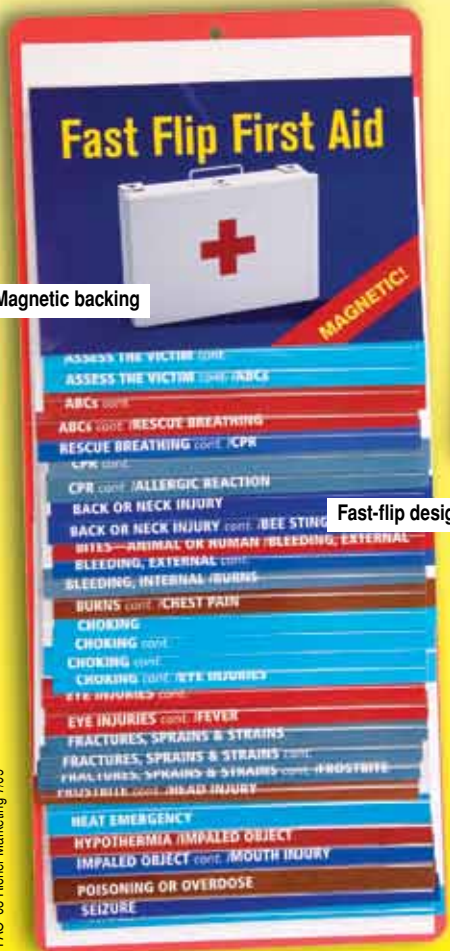 Fast Flip First Aid
MAGNETIC!
Magnetic backing
ASSESS THE VICTIM cont.
ASSESS THE VICTIM cont. /ABCs
ABCs cont.
ABCs cont. /RESCUE BREATHING
RESCUE BREATHING cont. /CPR
CPR cont.
CPR cont. /ALLERGIC REACTION
BACK OR NECK INJURY
BACK OR NECK INJURY cont. /BEE STING
Fast-flip desig
BITES—ANIMAL OR HUMAN /BLEEDING, EXTERNAL
BLEEDING, EXTERNAL cont.
BLEEDING, INTERNAL /BURNS
BURNS cont. /CHEST PAIN
CHOKING
CHOKING cont.
CHOKING cont.
CHOKING cont. /EYE INJURIES
EYE INJURIES cont.
EYE INJURIES cont. /FEVER
FRACTURES, SPRAINS & STRAINS
FRACTURES, SPRAINS & STRAINS cont.
FRACTURES, SPRAINS & STRAINS cont. /FROSTBITE
FROSTBITE cont. /HEAD INJURY
HEAT EMERGENCY
HYPOTHERMIA /IMPALED OBJECT
IMPALED OBJECT cont. /MOUTH INJURY
POISONING OR OVERDOSE
SEIZURE